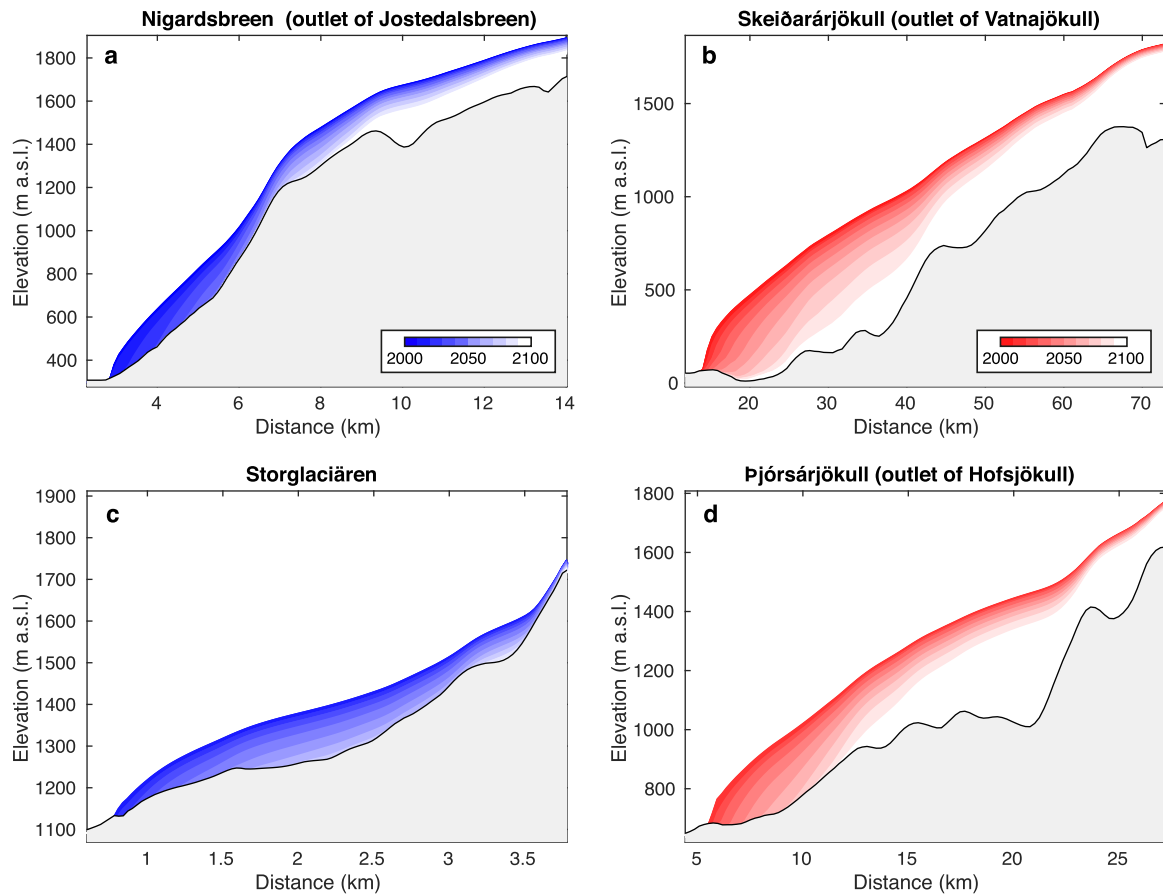 Nigardsbreen (outlet of Jostedalsbreen)
a
1800
1600
1400
1200
1000
800
600
400
Elevation (m a.s.l.)
2000 2050 2100
4 6 8 10 12 14
Distance (km)
Skeiðarárjökull (outlet of Vatnajökull)
b
1500
1000
500
0
Elevation (m a.s.l.)
2000 2050 2100
20 30 40 50 60 70
Distance (km)
Storglaciären
c
1900
1800
1700
1600
1500
1400
1300
1200
1100
Elevation (m a.s.l.)
1 1.5 2 2.5 3 3.5
Distance (km)
Þjórsárjökull (outlet of Hofsjökull)
d
1800
1600
1400
1200
1000
800
Elevation (m a.s.l.)
5 10 15 20 25
Distance (km)